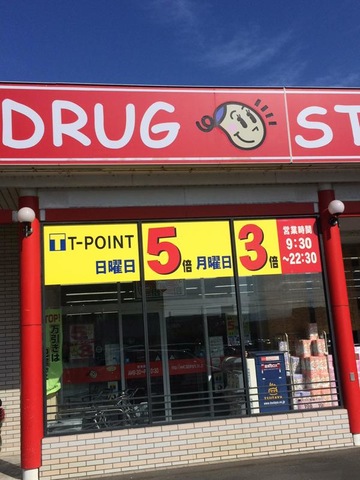 DRUG ST
T-POINT
日曜日 5倍 月曜日 3倍
営業時間
9:30
~22:30